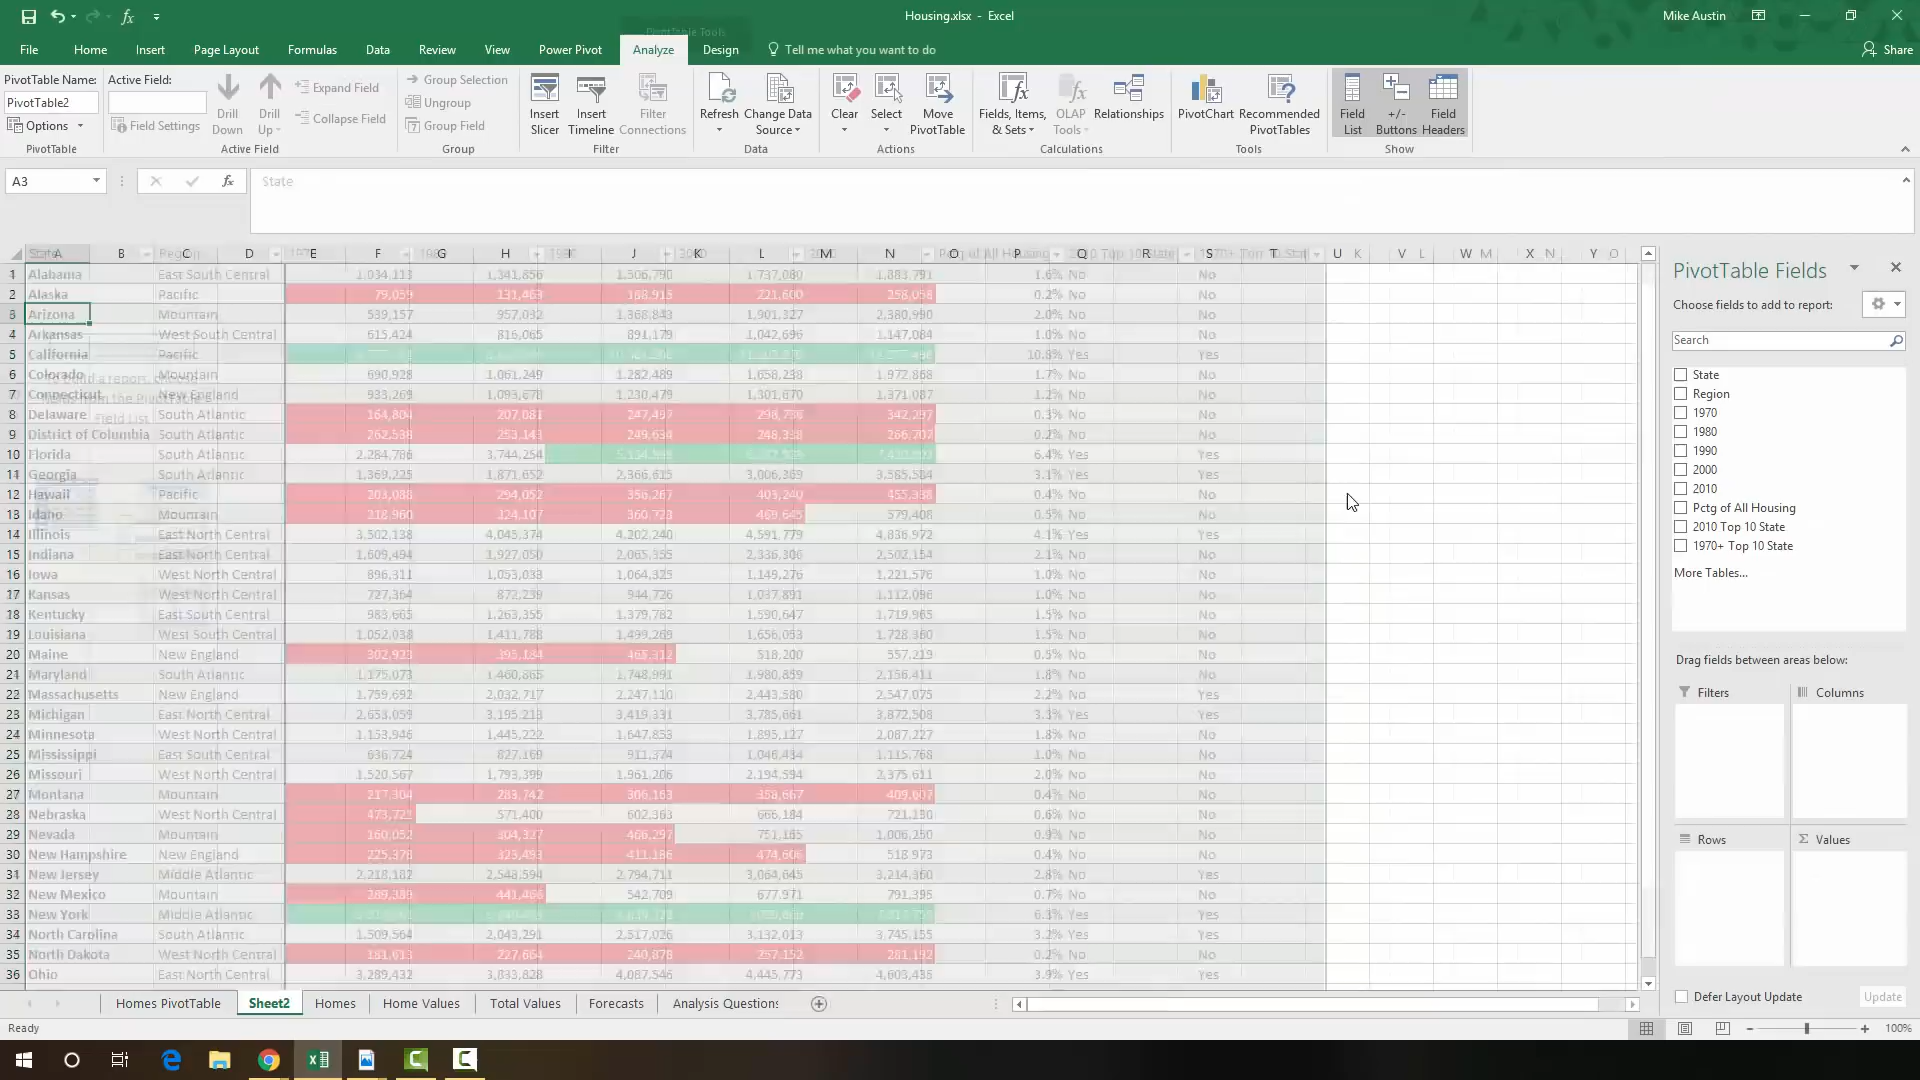 Housing.xlsx - Excel
Mike Austin
PivotTable Tools
File Home Insert Page Layout Formulas Data Review View Power Pivot Analyze Design Tell me what you want to do Share
PivotTable Name:
PivotTable2
Options
PivotTable
Active Field:
Field Settings
Drill Down
Drill Up
Expand Field
Collapse Field
Active Field
Group Selection
Ungroup
Group Field
Group
Insert Slicer
Insert Timeline
Filter Connections
Filter
Refresh
Change Data Source
Data
Clear
Select
Move PivotTable
Actions
Fields, Items, & Sets
OLAP Tools
Relationships
Calculations
PivotChart
Recommended PivotTables
Tools
Field List
+/- Buttons
Field Headers
Show
A3
State
A B C D E F G H I J K L M N O P Q R S T U V W X Y
1 Alabama East South Central 1,034,113 1,341,856 1,506,790 1,737,080 1,883,791 1.6% No No
2 Alaska Pacific 79,059 131,463 168,915 221,600 258,058 0.2% No No
3 Arizona Mountain 539,157 957,032 1,368,843 1,901,327 2,380,990 2.0% No No
4 Arkansas West South Central 615,424 816,065 891,179 1,042,696 1,147,084 1.0% No No
5 California Pacific 10.8% Yes Yes
6 Colorado Mountain 690,928 1,061,249 1,282,489 1,658,238 1,972,868 1.7% No No
7 Connecticut New England 933,269 1,093,678 1,230,479 1,301,670 1,371,087 1.2% No No
8 Delaware South Atlantic 164,804 207,081 247,497 298,736 342,297 0.3% No No
9 District of Columbia South Atlantic 262,538 253,143 249,634 248,338 266,707 0.2% No No
10 Florida South Atlantic 2,284,786 3,744,254 6.4% Yes Yes
11 Georgia South Atlantic 1,369,225 1,871,652 2,366,615 3,006,369 3,585,584 3.1% Yes Yes
12 Hawaii Pacific 203,088 294,052 356,267 403,240 455,338 0.4% No No
13 Idaho Mountain 218,960 324,107 360,723 469,645 579,408 0.5% No No
14 Illinois East North Central 3,502,138 4,045,374 4,202,240 4,591,779 4,836,972 4.1% Yes Yes
15 Indiana East North Central 1,609,494 1,927,050 2,065,355 2,336,306 2,502,154 2.1% No No
16 Iowa West North Central 896,311 1,053,033 1,064,325 1,149,276 1,221,576 1.0% No No
17 Kansas West North Central 727,364 872,239 944,726 1,037,891 1,112,096 1.0% No No
18 Kentucky East South Central 983,665 1,263,355 1,379,782 1,590,647 1,719,965 1.5% No No
19 Louisiana West South Central 1,052,038 1,411,788 1,499,269 1,656,053 1,728,360 1.5% No No
20 Maine New England 302,923 395,184 465,312 518,200 557,219 0.5% No No
21 Maryland South Atlantic 1,175,073 1,460,865 1,748,991 1,980,859 2,156,411 1.8% No No
22 Massachusetts New England 1,759,692 2,032,717 2,247,110 2,443,580 2,547,075 2.2% No Yes
23 Michigan East North Central 2,653,059 3,195,213 3,419,331 3,785,661 3,872,508 3.3% Yes Yes
24 Minnesota West North Central 1,153,946 1,445,222 1,647,853 1,895,127 2,087,227 1.8% No No
25 Mississippi East South Central 636,724 827,169 911,374 1,046,434 1,115,768 1.0% No No
26 Missouri West North Central 1,520,567 1,793,399 1,961,206 2,194,594 2,375,611 2.0% No No
27 Montana Mountain 217,304 283,742 306,163 358,667 409,607 0.4% No No
28 Nebraska West North Central 473,721 571,400 602,363 666,184 721,130 0.6% No No
29 Nevada Mountain 160,052 304,327 466,297 751,165 1,006,250 0.9% No No
30 New Hampshire New England 225,378 323,493 411,186 474,606 518,973 0.4% No No
31 New Jersey Middle Atlantic 2,218,182 2,548,594 2,794,711 3,064,645 3,214,360 2.8% No Yes
32 New Mexico Mountain 289,389 441,466 542,709 677,971 791,395 0.7% No No
33 New York Middle Atlantic 6.3% Yes Yes
34 North Carolina South Atlantic 1,509,564 2,043,291 2,517,026 3,132,013 3,745,155 3.2% Yes Yes
35 North Dakota West North Central 181,613 227,664 240,878 257,152 281,192 0.2% No No
36 Ohio East North Central 3,289,432 3,833,828 4,087,546 4,445,773 4,603,435 3.9% Yes Yes
PivotTable Fields
Choose fields to add to report:
Search
State
Region
1970
1980
1990
2000
2010
Pctg of All Housing
2010 Top 10 State
1970+ Top 10 State
More Tables...
Drag fields between areas below:
Filters Columns
Rows Σ Values
Defer Layout Update Update
Homes PivotTable Sheet2 Homes Home Values Total Values Forecasts Analysis Questions
Ready
100%